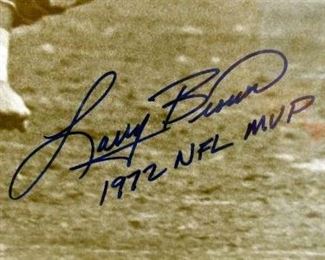 Larry Brown
1972 NFL MVP